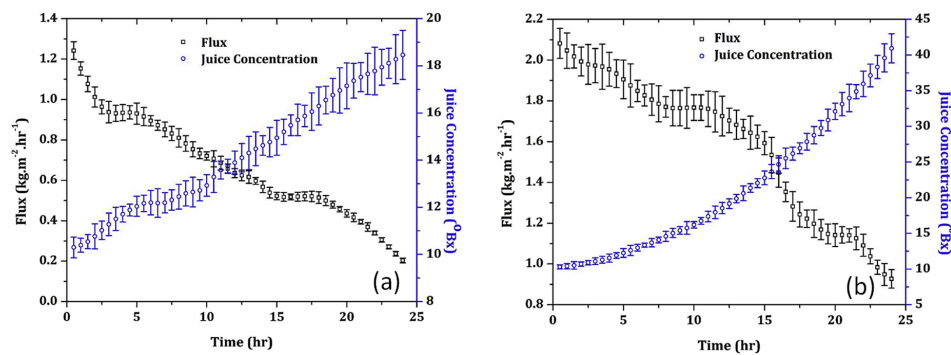 1.4
1.2
1.0
0.8
0.6
0.4
0.2
0.0
Flux (kg.m⁻².hr⁻¹)
Flux
Juice Concentration
20
18
16
14
12
10
8
Juice Concentration (⁰Bx)
(a)
0 5 10 15 20 25
Time (hr)
2.2
2.0
1.8
1.6
1.4
1.2
1.0
0.8
Flux (kg.m⁻².hr⁻¹)
Flux
Juice Concentration
45
40
35
30
25
20
15
10
5
Juice Concentration (°Bx)
(b)
0 5 10 15 20 25
Time (hr)